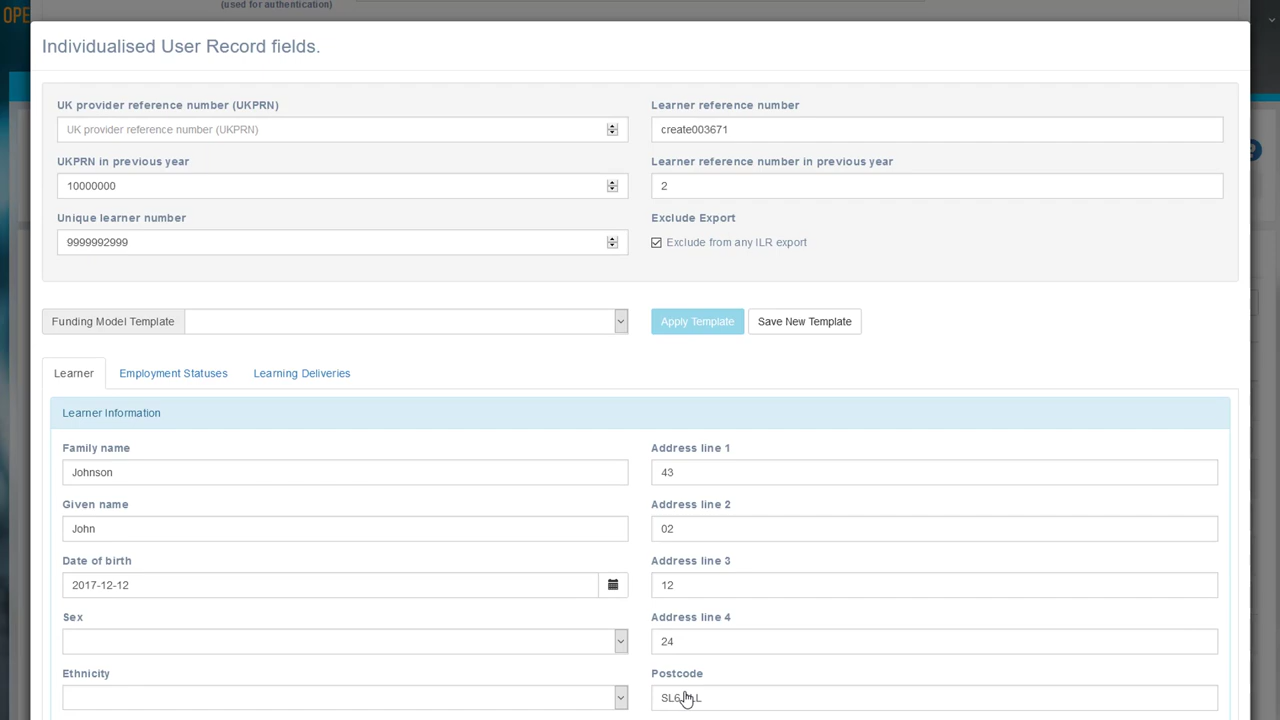 OPE
(used for authentication)
Individualised User Record fields.
UK provider reference number (UKPRN)
UK provider reference number (UKPRN)
Learner reference number
create003671
UKPRN in previous year
10000000
Learner reference number in previous year
2
Unique learner number
9999992999
Exclude Export
Exclude from any ILR export
Funding Model Template
Apply Template
Save New Template
Learner
Employment Statuses
Learning Deliveries
Learner Information
Family name
Johnson
Address line 1
43
Given name
John
Address line 2
02
Date of birth
2017-12-12
Address line 3
12
Sex
Address line 4
24
Ethnicity
Postcode